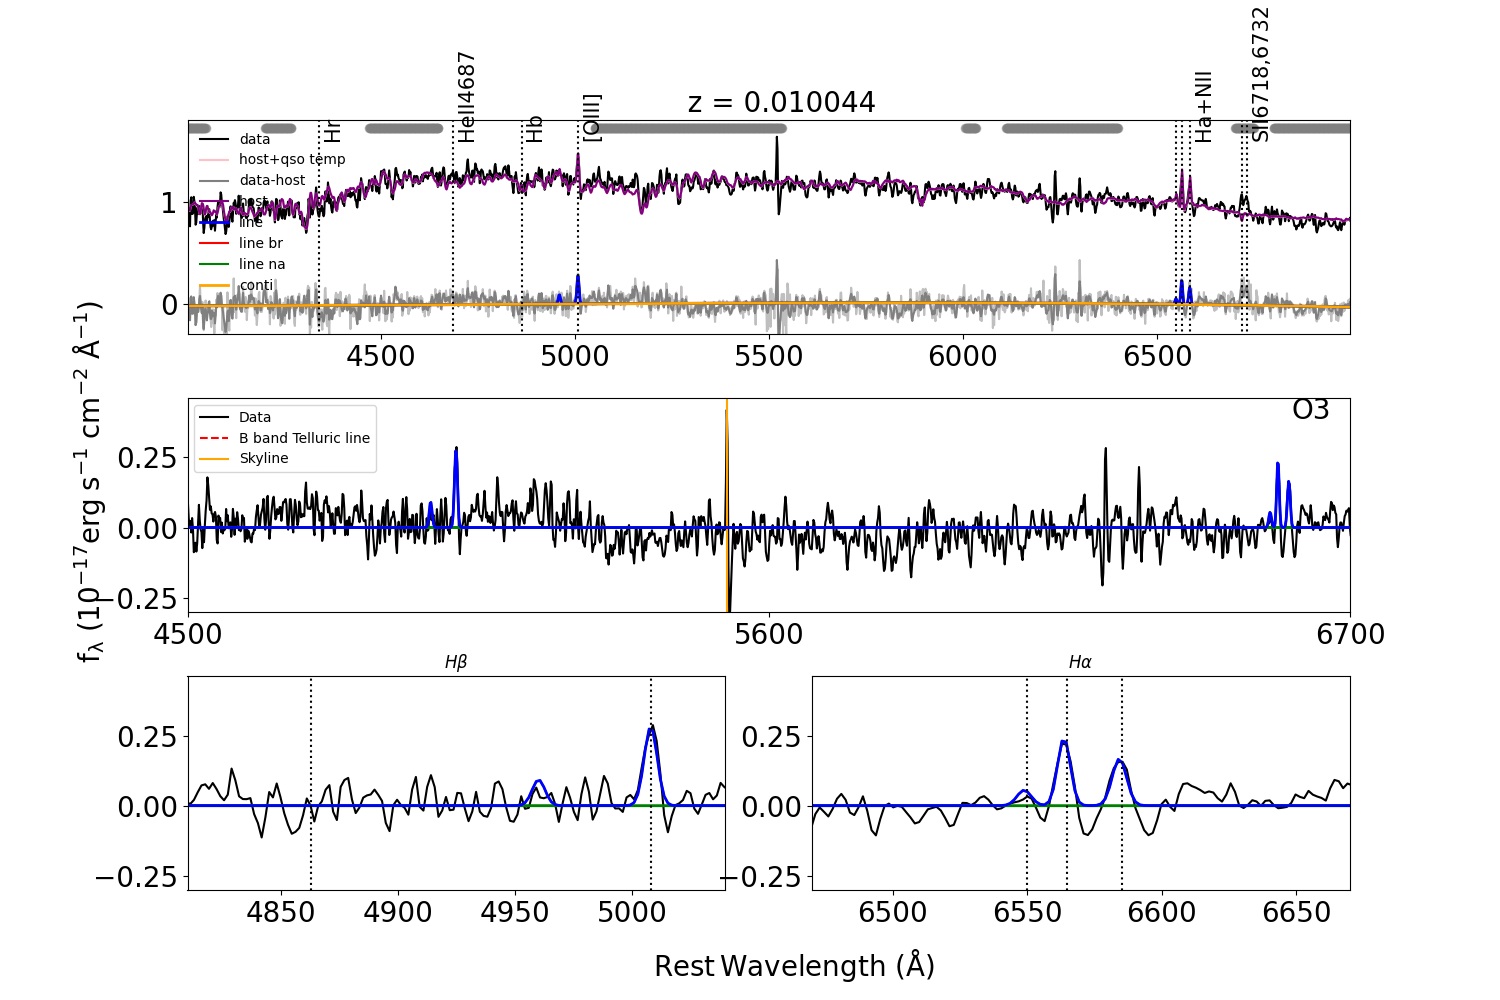 Hr
HeII4687
Hb
[OIII]
Ha+NII
SII6718,6732
z = 0.010044
data
host+qso temp
data-host
host
line
line br
line na
conti
1
0
4500
5000
5500
6000
6500
Data
B band Telluric line
Skyline
O3
0.25
0.00
−0.25
4500
5600
6700
fλ (10⁻¹⁷erg s⁻¹ cm⁻² Å⁻¹)
Hβ
0.25
0.00
−0.25
4850
4900
4950
5000
Hα
0.25
0.00
−0.25
6500
6550
6600
6650
Rest Wavelength (Å)